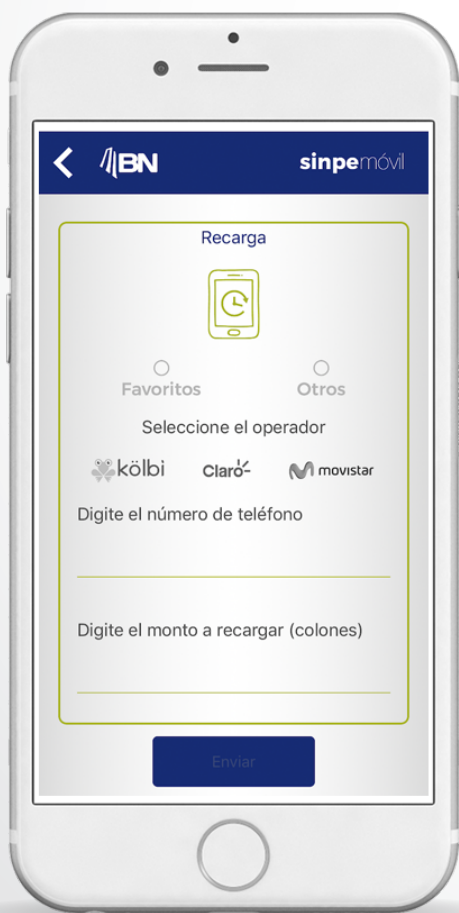 BN sinpemóvil
Recarga
Favoritos Otros
Seleccione el operador
kölbi Claro movistar
Digite el número de teléfono
Digite el monto a recargar (colones)
Enviar